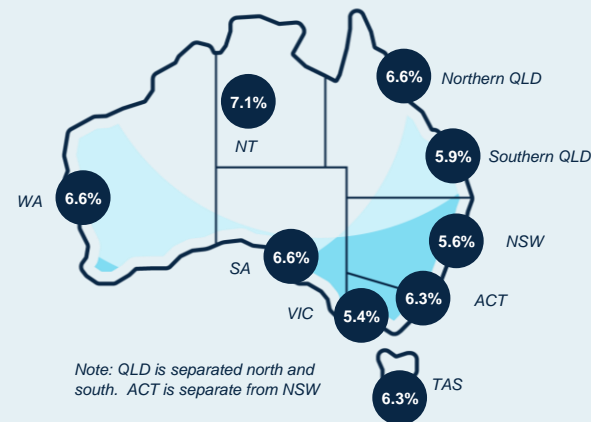 6.6%
Northern QLD
7.1%
NT
5.9%
Southern QLD
WA
6.6%
5.6%
NSW
SA
6.6%
6.3%
ACT
VIC
5.4%
Note: QLD is separated north and
south. ACT is separate from NSW
TAS
6.3%